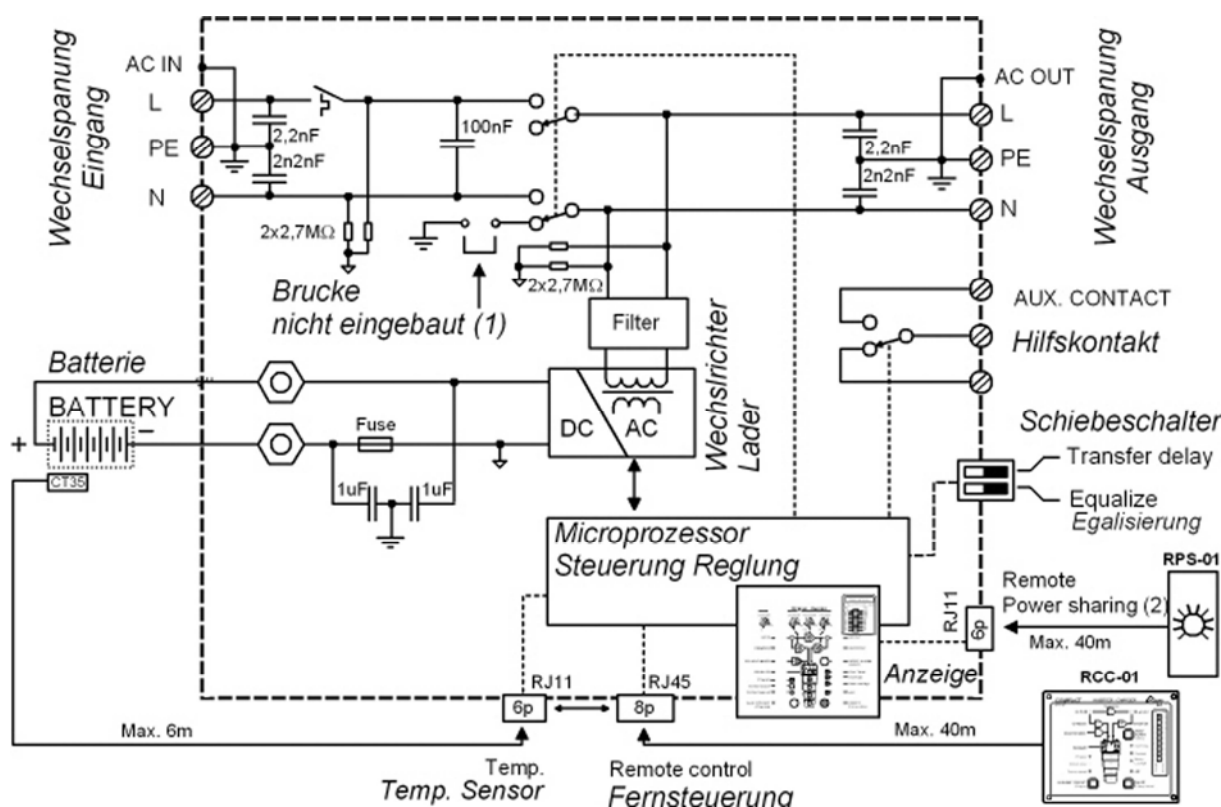 Wechselspanung
Eingang
AC IN
L
PE
N
2,2nF
2n2nF
100nF
2x2,7MΩ
Brucke
nicht eingebaut (1)
2x2,7MΩ
Filter
2,2nF
2n2nF
AC OUT
L
PE
N
Wechselspanung
Ausgang
AUX. CONTACT
Hilfskontakt
Batterie
BATTERY
+
−
CT35
Fuse
1uF
1uF
DC
AC
Wechslrichter
Lader
Schiebeschalter
Transfer delay
Equalize
Egalisierung
Microprozessor
Steuerung Reglung
Anzeige
RJ11
6p
Remote
Power sharing (2)
Max. 40m
RPS-01
RCC-01
RJ11
6p
RJ45
8p
Max. 6m
Max. 40m
Temp.
Temp. Sensor
Remote control
Fernsteuerung